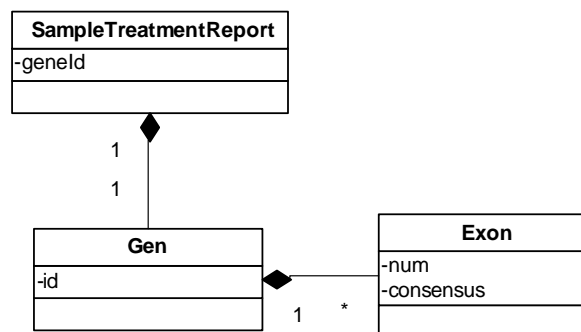 SampleTreatmentReport
-geneId
1
1
Gen
-id
Exon
-num
-consensus
1 *